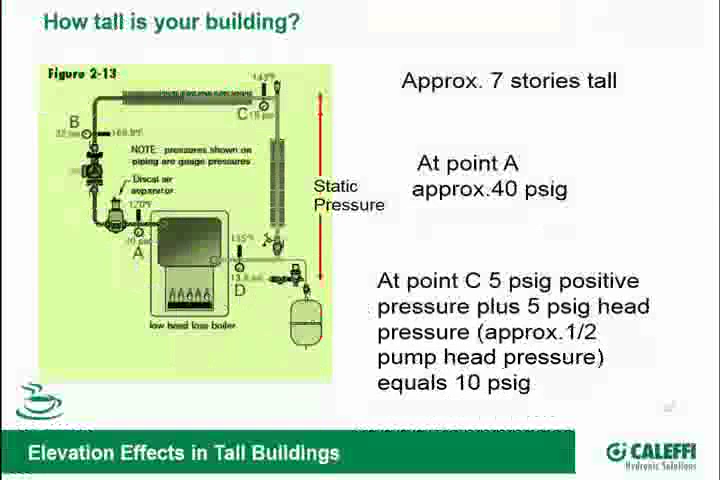 How tall is your building?
Figure 2-13
Approx. 7 stories tall
B
C
NOTE: pressures shown on
piping are gauge pressures
Discal air
separator
At point A
approx.40 psig
Static
Pressure
A
D
low head loss boiler
At point C 5 psig positive
pressure plus 5 psig head
pressure (approx.1/2
pump head pressure)
equals 10 psig
Elevation Effects in Tall Buildings
CALEFFI
Hydronic Solutions